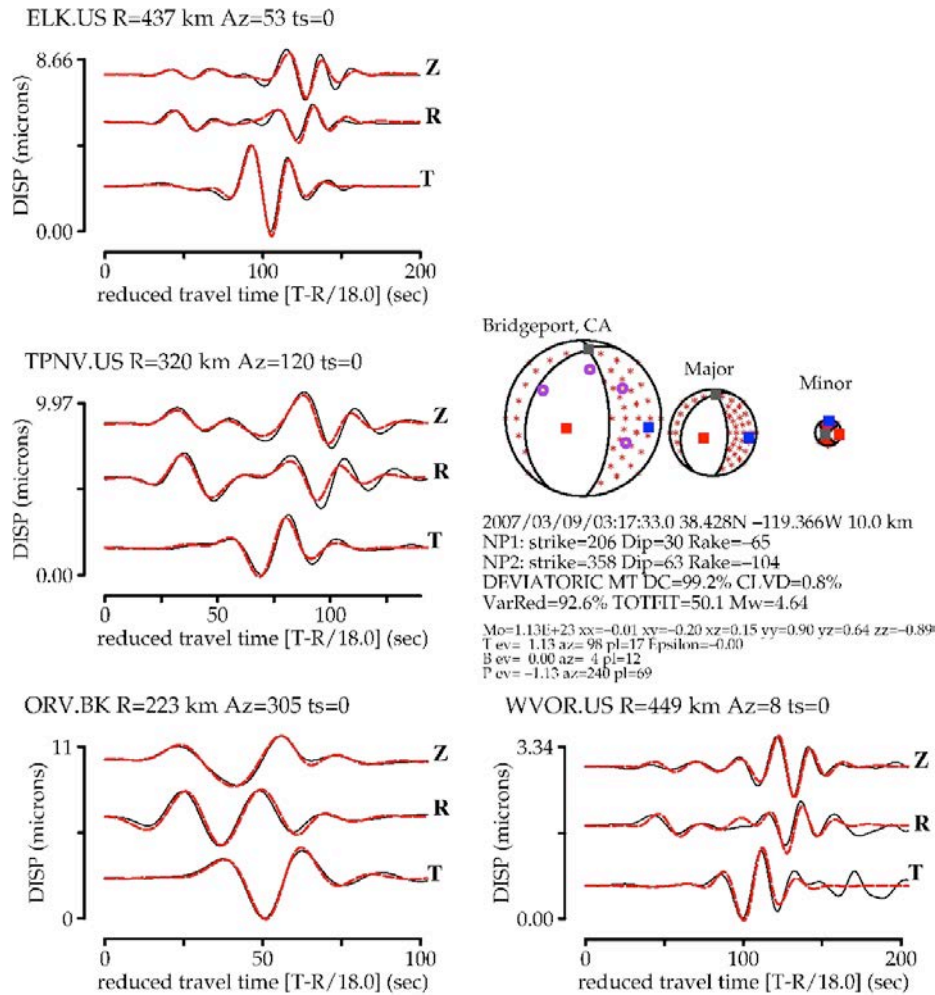 ELK.US R=437 km Az=53 ts=0
8.66
DISP (microns)
0.00
Z
R
T
0
100
200
reduced travel time [T-R/18.0] (sec)
TPNV.US R=320 km Az=120 ts=0
9.97
DISP (microns)
0.00
Z
R
T
0
50
100
reduced travel time [T-R/18.0] (sec)
Bridgeport, CA
Major
Minor
2007/03/09/03:17:33.0 38.428N −119.366W 10.0 km
NP1: strike=206 Dip=30 Rake=−65
NP2: strike=358 Dip=63 Rake=−104
DEVIATORIC MT DC=99.2% CLVD=0.8%
VarRed=92.6% TOTFIT=50.1 Mw=4.64
Mo=1.13E+23 xx=−0.01 xy=−0.20 xz=0.15 yy=0.90 yz=0.64 zz=−0.89
T ev= 1.13 az= 98 pl=17 Epsilon=−0.00
B ev= 0.00 az= 4 pl=12
P ev= −1.13 az=240 pl=69
ORV.BK R=223 km Az=305 ts=0
11
DISP (microns)
0
Z
R
T
0
50
100
reduced travel time [T-R/18.0] (sec)
WVOR.US R=449 km Az=8 ts=0
3.34
DISP (microns)
0.00
Z
R
T
0
100
200
reduced travel time [T-R/18.0] (sec)